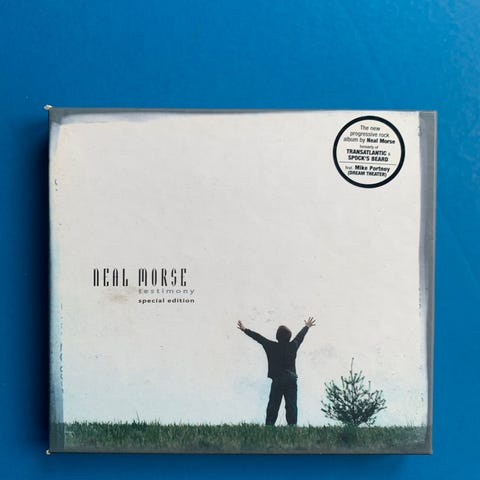 The new
progressive rock
album by Neal Morse
formerly of
TRANSATLANTIC &
SPOCK'S BEARD
feat. Mike Portnoy
(DREAM THEATER)
NEAL MORSE
testimony
special edition